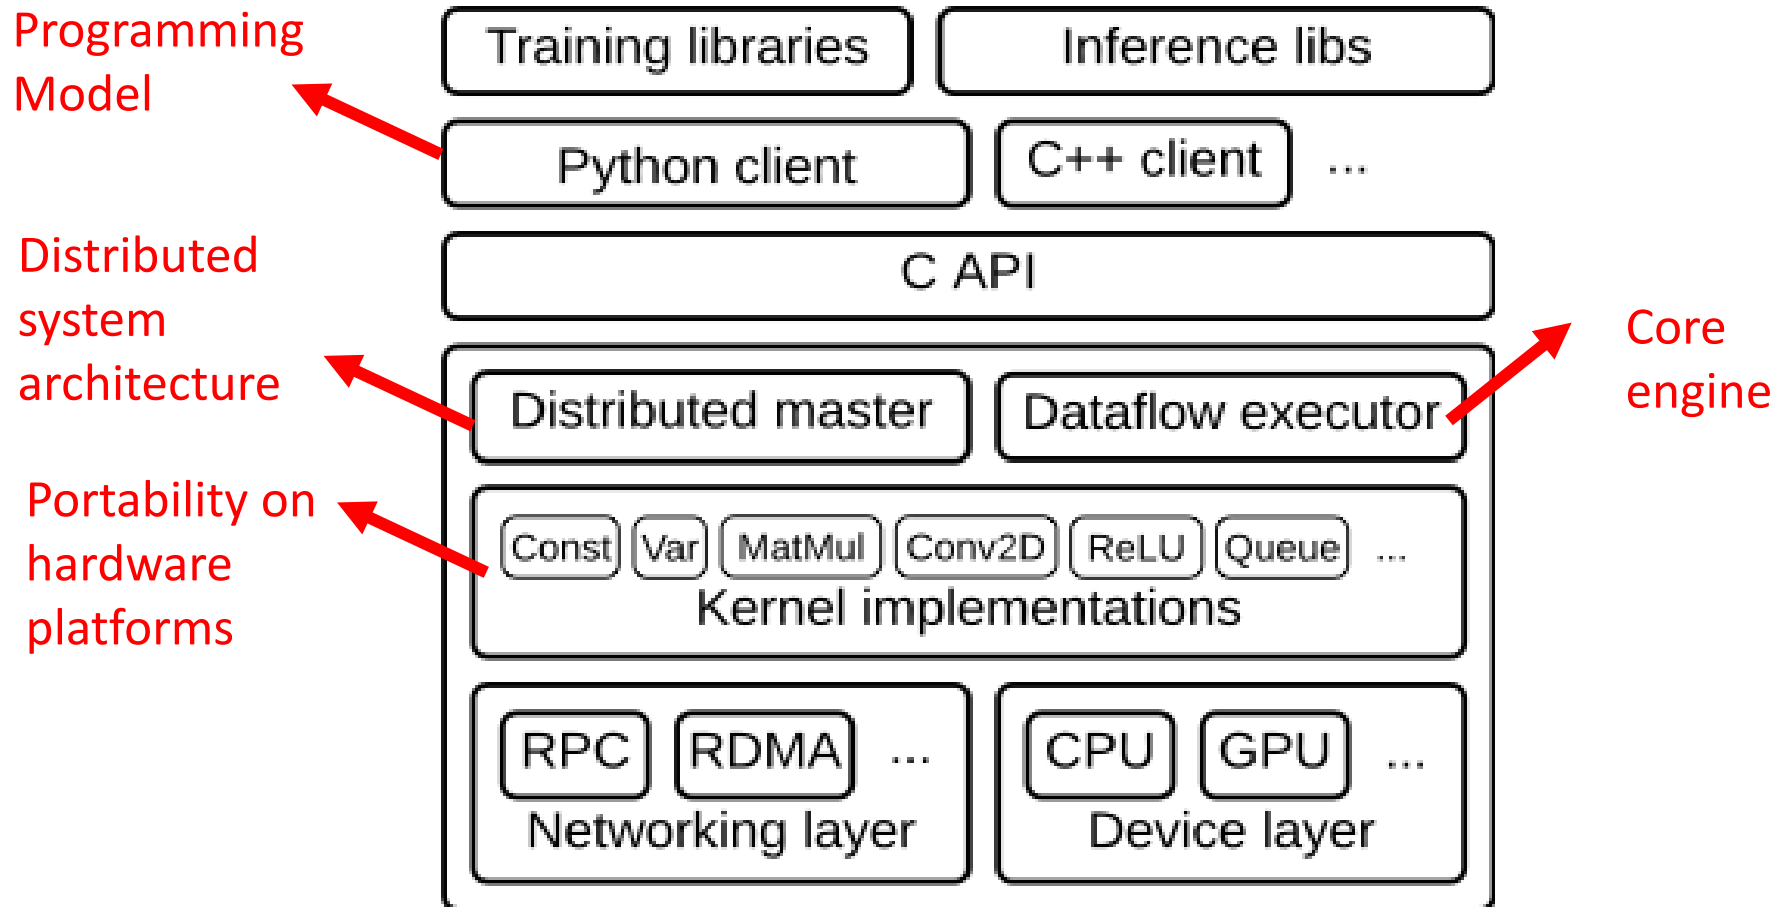 Programming
Model
Training libraries
Inference libs
Python client
C++ client
...
Distributed
system
architecture
C API
Core
engine
Distributed master
Dataflow executor
Portability on
hardware
platforms
Const
Var
MatMul
Conv2D
ReLU
Queue
...
Kernel implementations
RPC
RDMA
...
Networking layer
CPU
GPU
...
Device layer